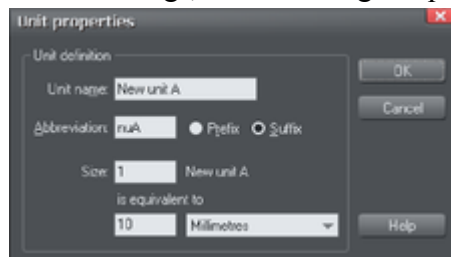 Unit properties
Unit definition
Unit name: New unit A
Abbreviation: nuA Prefix Suffix
Size: 1 New unit A
is equivalent to
10 Millimetres
OK
Cancel
Help